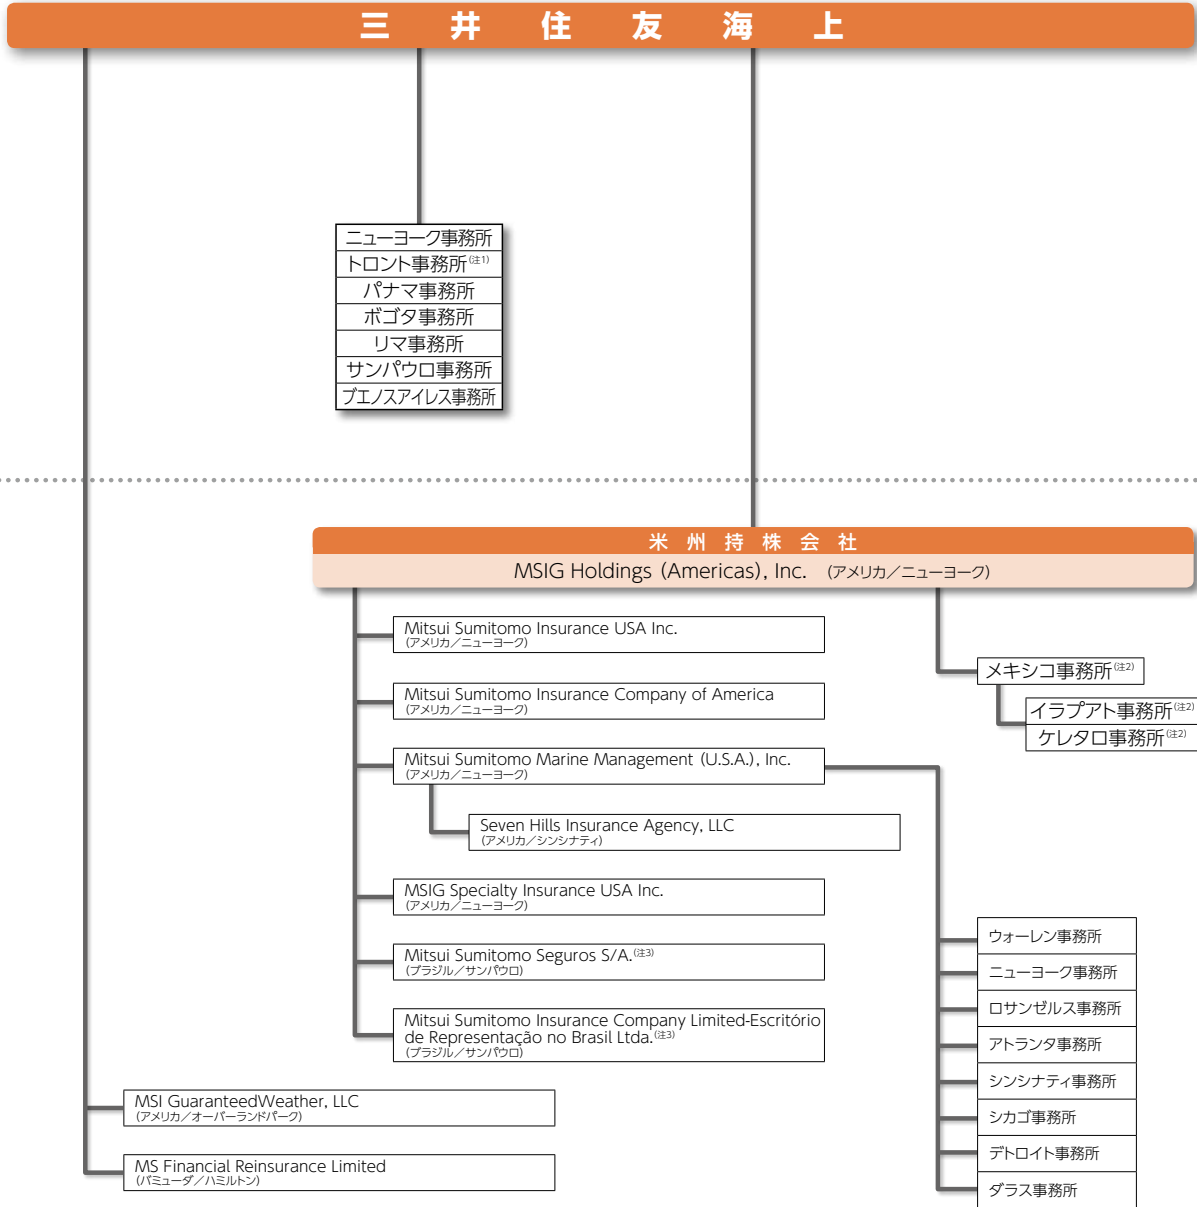 三井住友海上
ニューヨーク事務所
トロント事務所(注1)
パナマ事務所
ボゴタ事務所
リマ事務所
サンパウロ事務所
ブエノスアイレス事務所
米州持株会社
MSIG Holdings (Americas), Inc. (アメリカ／ニューヨーク)
Mitsui Sumitomo Insurance USA Inc.
(アメリカ／ニューヨーク)
Mitsui Sumitomo Insurance Company of America
(アメリカ／ニューヨーク)
Mitsui Sumitomo Marine Management (U.S.A.), Inc.
(アメリカ／ニューヨーク)
Seven Hills Insurance Agency, LLC
(アメリカ／シンシナティ)
MSIG Specialty Insurance USA Inc.
(アメリカ／ニューヨーク)
Mitsui Sumitomo Seguros S/A.(注3)
(ブラジル／サンパウロ)
Mitsui Sumitomo Insurance Company Limited-Escritório
de Representação no Brasil Ltda.(注3)
(ブラジル／サンパウロ)
メキシコ事務所(注2)
イラプアト事務所(注2)
ケレタロ事務所(注2)
ウォーレン事務所
ニューヨーク事務所
ロサンゼルス事務所
アトランタ事務所
シンシナティ事務所
シカゴ事務所
デトロイト事務所
ダラス事務所
MSI GuaranteedWeather, LLC
(アメリカ／オーバーランドパーク)
MS Financial Reinsurance Limited
(バミューダ／ハミルトン)